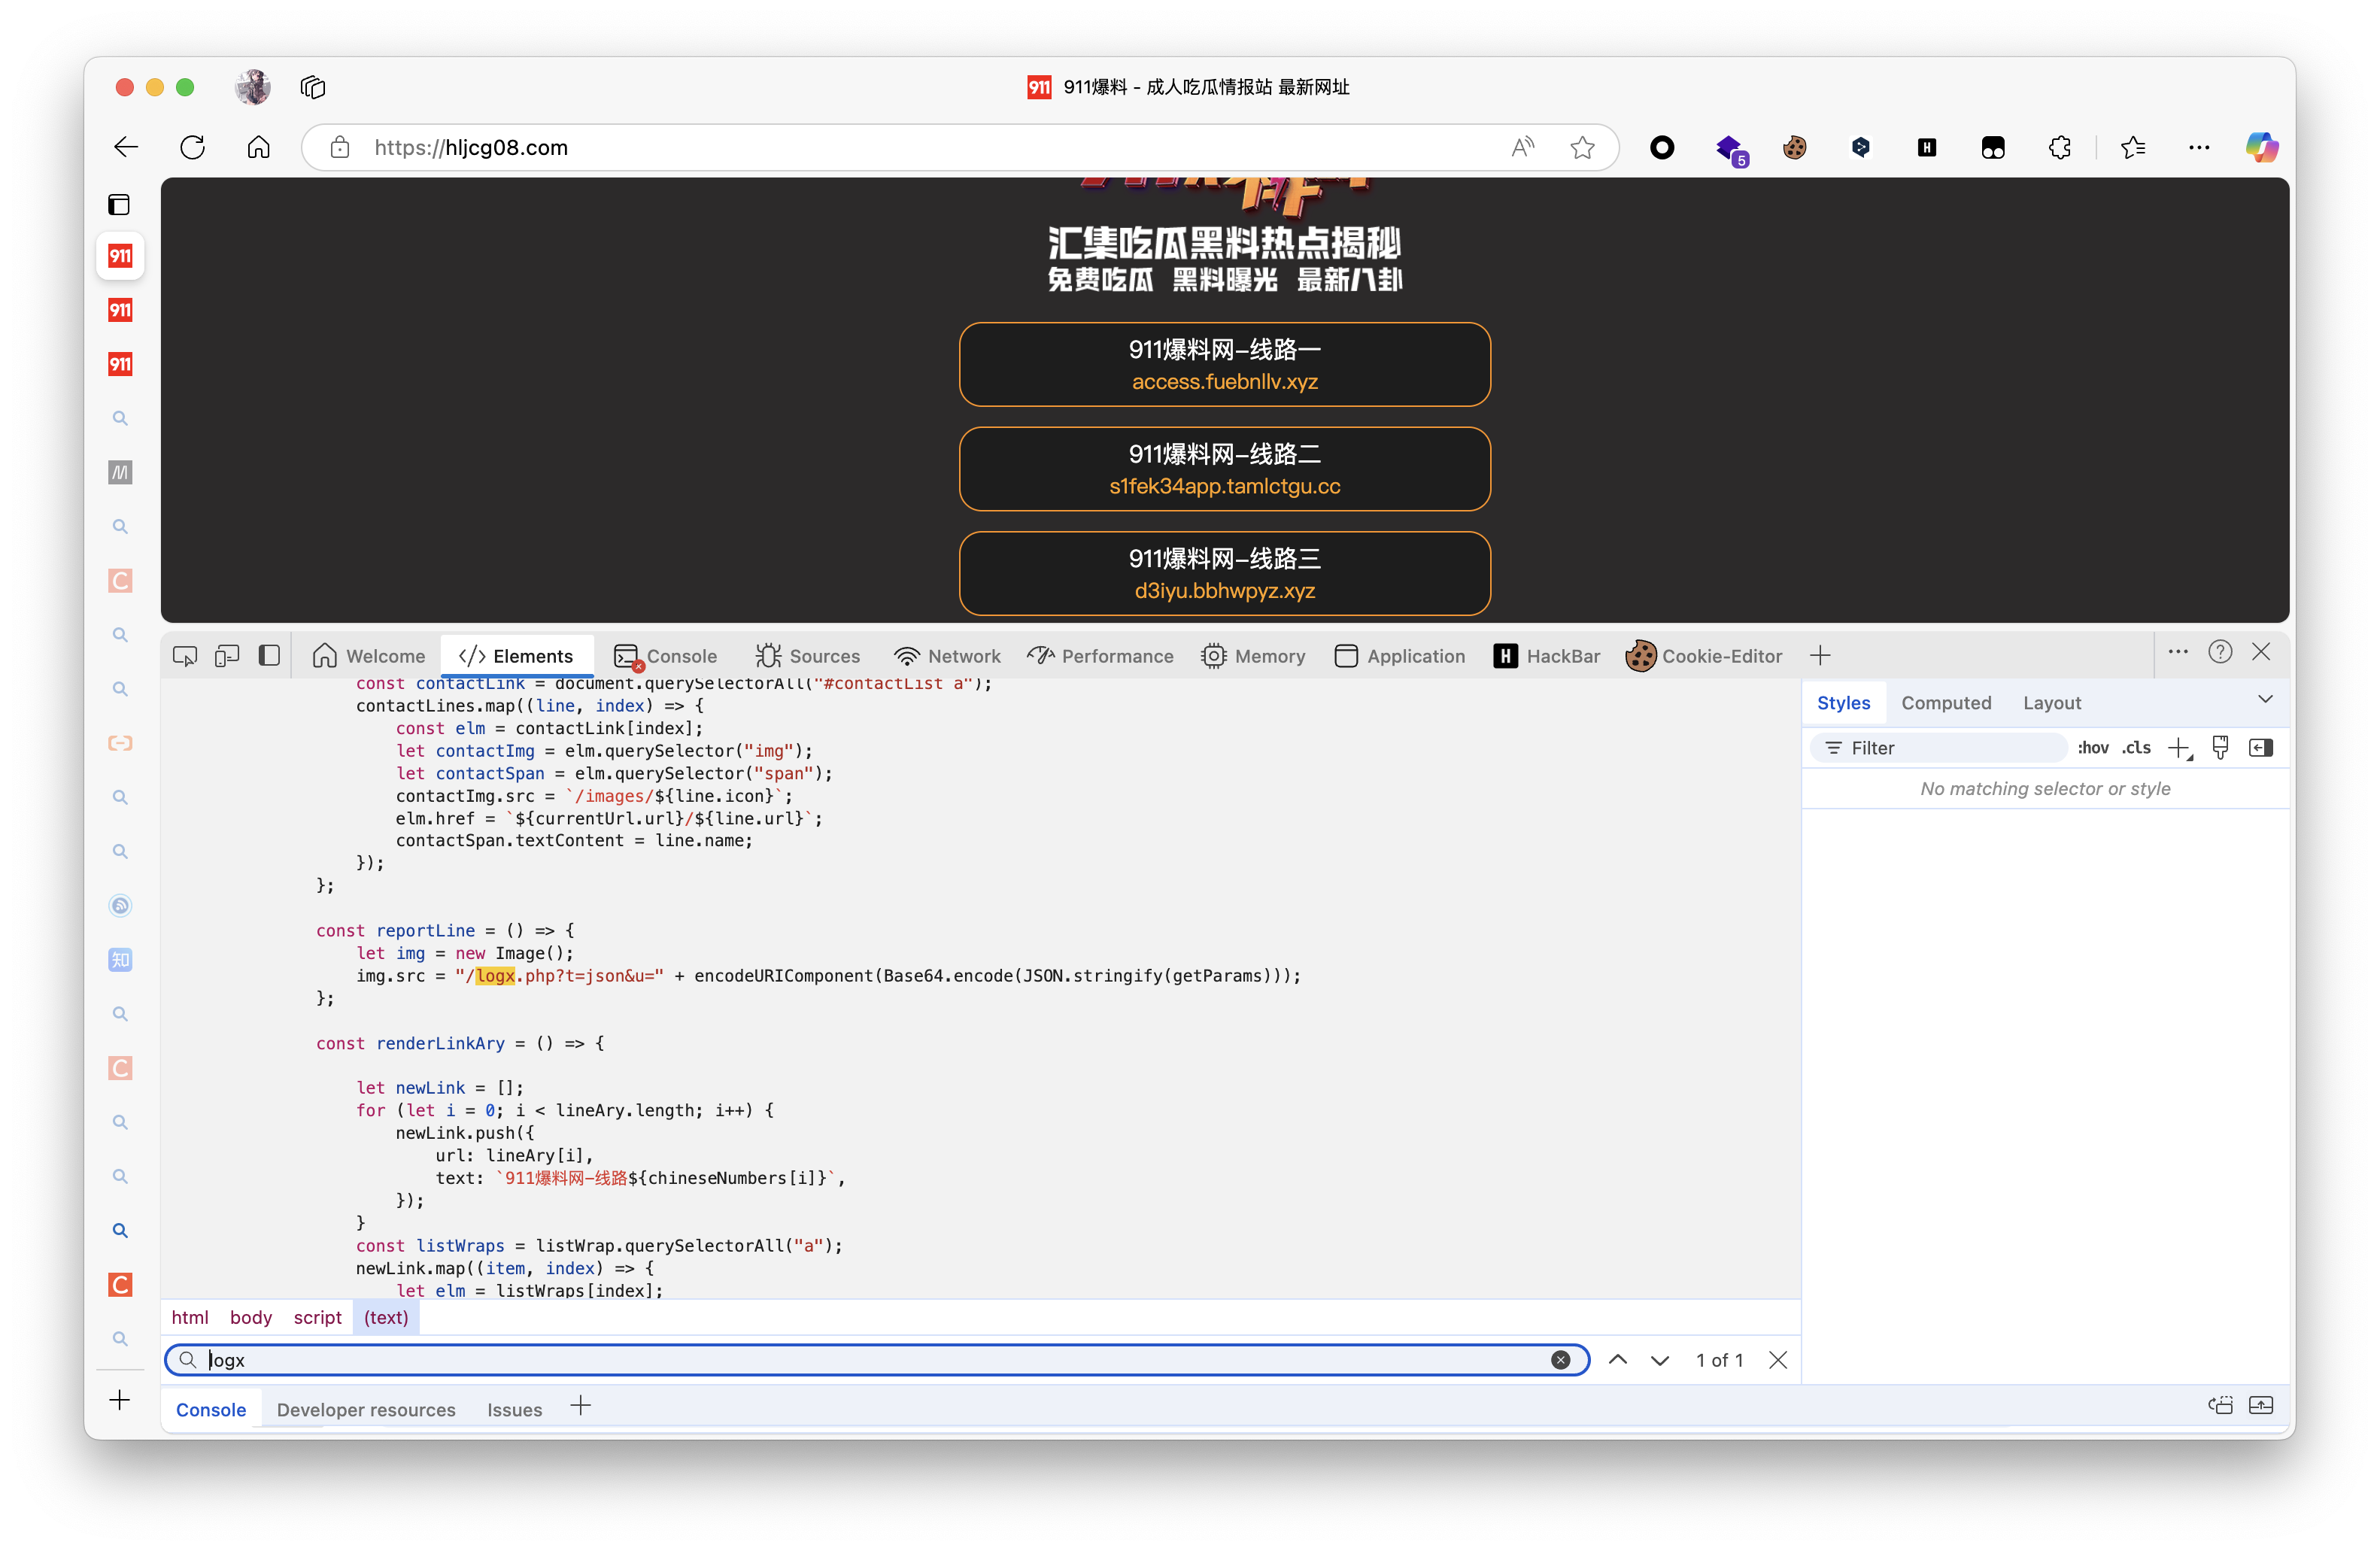 911 911爆料 - 成人吃瓜情报站 最新网址
https://hljcg08.com
5
H
911
911
911
M
C
知
C
C
汇集吃瓜黑料热点揭秘
免费吃瓜 黑料曝光 最新八卦
911爆料网–线路一
access.fuebnllv.xyz
911爆料网–线路二
s1fek34app.tamlctgu.cc
911爆料网–线路三
d3iyu.bbhwpyz.xyz
Welcome </> Elements Console Sources Network Performance Memory Application H HackBar Cookie-Editor
const contactLink = document.querySelectorAll("#contactList a");
contactLines.map((line, index) => {
const elm = contactLink[index];
let contactImg = elm.querySelector("img");
let contactSpan = elm.querySelector("span");
contactImg.src = `/images/${line.icon}`;
elm.href = `${currentUrl.url}/${line.url}`;
contactSpan.textContent = line.name;
});
};
const reportLine = () => {
let img = new Image();
img.src = "/logx.php?t=json&u=" + encodeURIComponent(Base64.encode(JSON.stringify(getParams)));
};
const renderLinkAry = () => {
let newLink = [];
for (let i = 0; i < lineAry.length; i++) {
newLink.push({
url: lineAry[i],
text: `911爆料网–线路${chineseNumbers[i]}`,
});
}
const listWraps = listWrap.querySelectorAll("a");
newLink.map((item, index) => {
let elm = listWraps[index];
Styles Computed Layout
Filter :hov .cls
No matching selector or style
html body script (text)
logx 1 of 1
Console Developer resources Issues